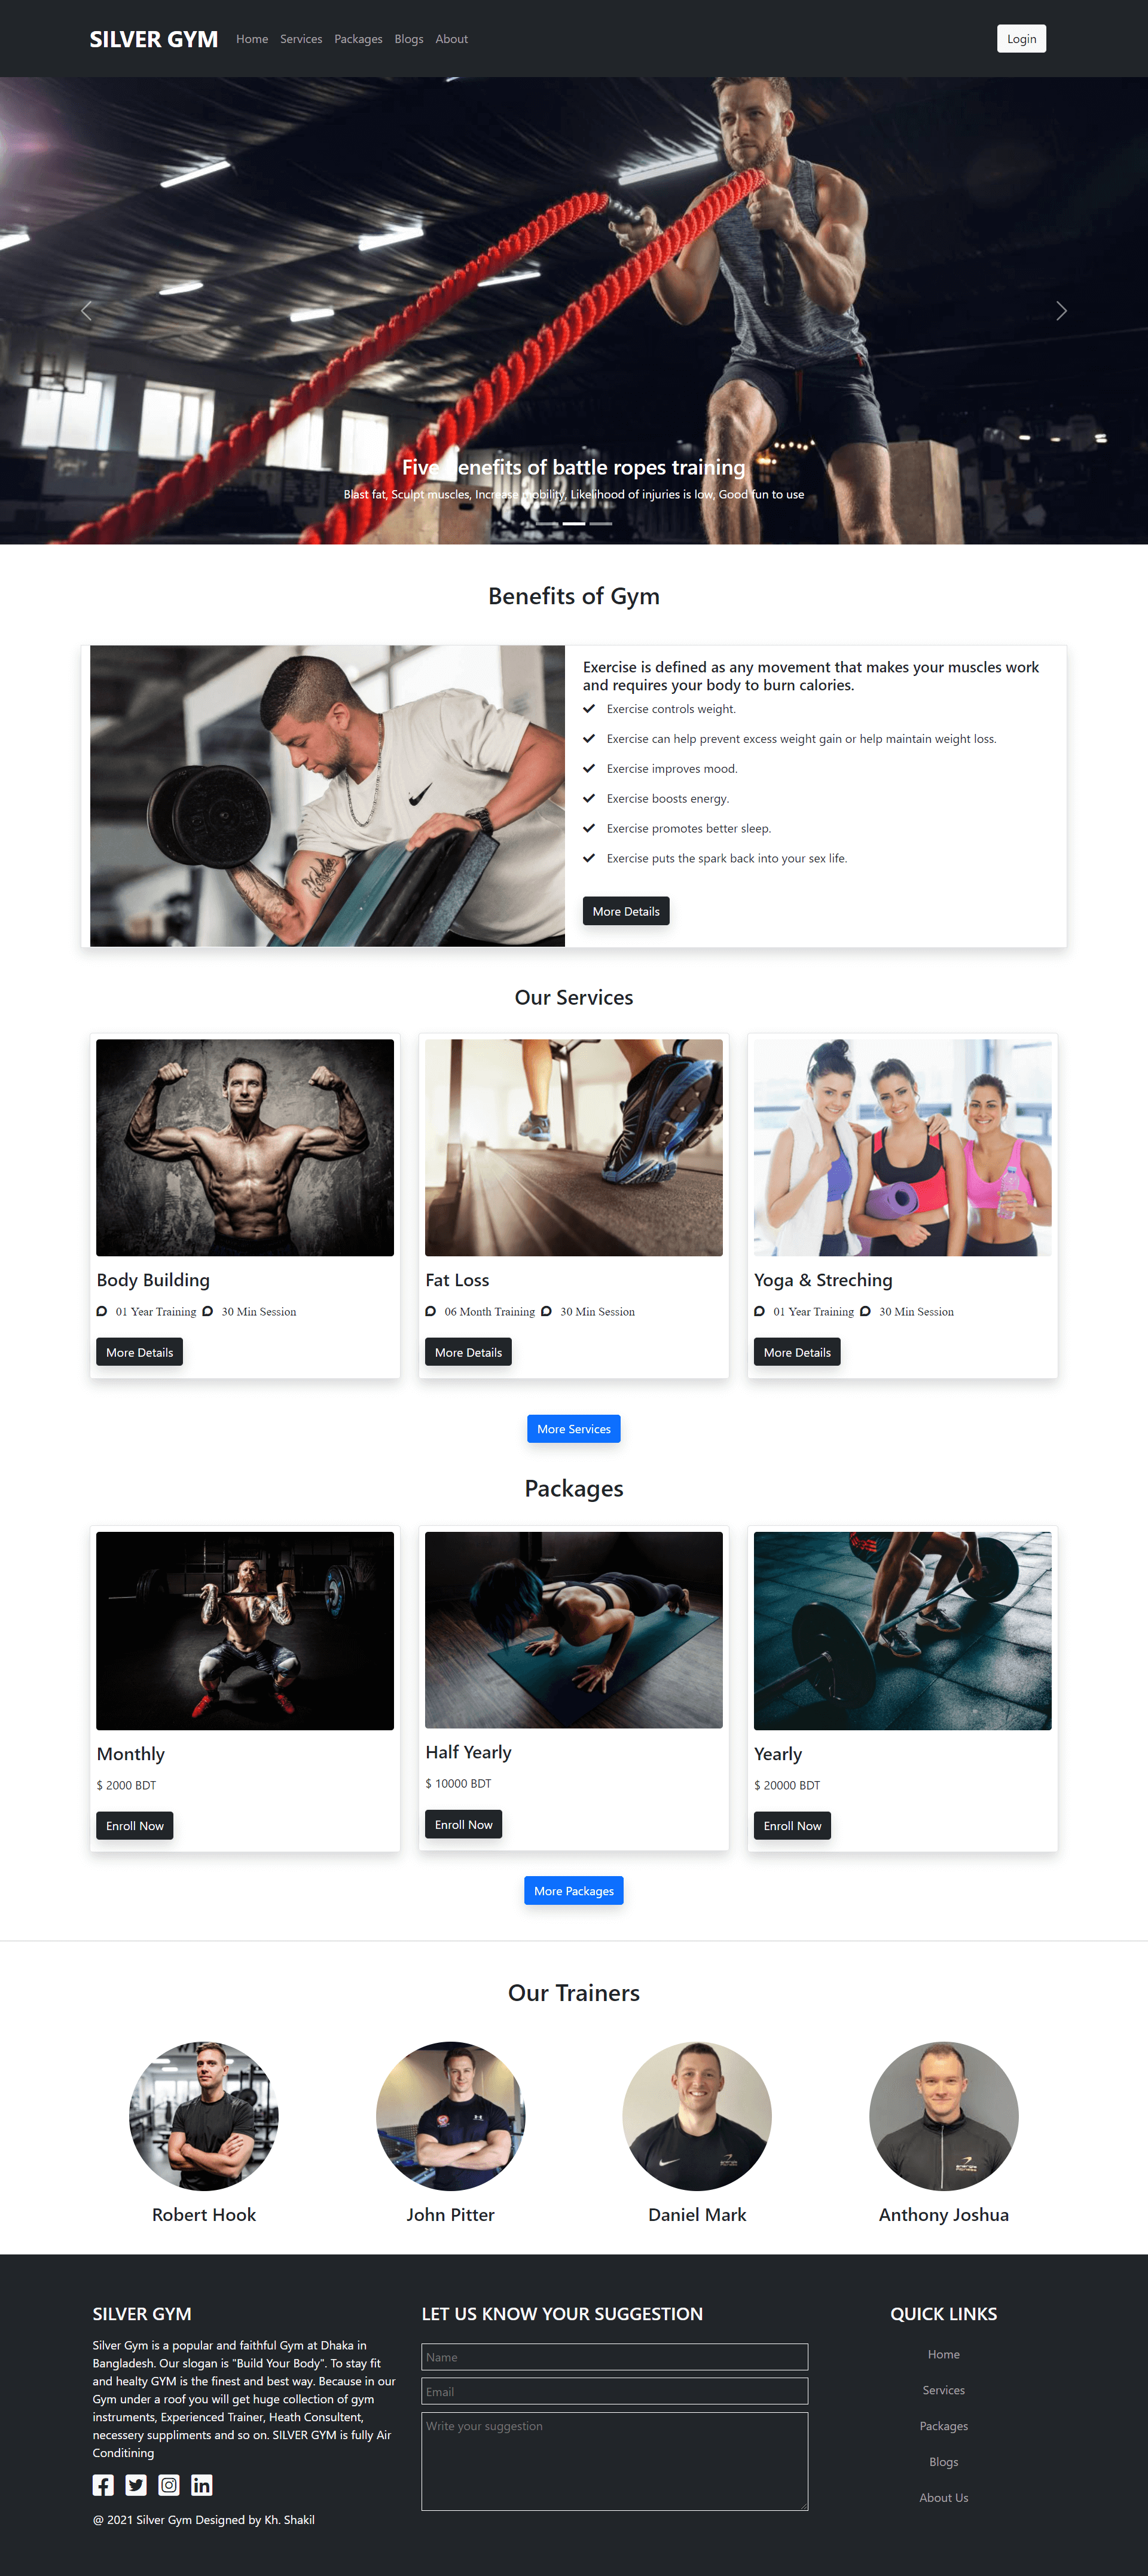 SILVER GYM Home Services Packages Blogs About Login
Five benefits of battle ropes training
Blast fat, Sculpt muscles, Increase mobility, Likelihood of injuries is low, Good fun to use
Benefits of Gym
Exercise is defined as any movement that makes your muscles work
and requires your body to burn calories.
Exercise controls weight.
Exercise can help prevent excess weight gain or help maintain weight loss.
Exercise improves mood.
Exercise boosts energy.
Exercise promotes better sleep.
Exercise puts the spark back into your sex life.
More Details
Our Services
Body Building
01 Year Training 30 Min Session
More Details
Fat Loss
06 Month Training 30 Min Session
More Details
Yoga & Streching
01 Year Training 30 Min Session
More Details
More Services
Packages
Monthly
$ 2000 BDT
Enroll Now
Half Yearly
$ 10000 BDT
Enroll Now
Yearly
$ 20000 BDT
Enroll Now
More Packages
Our Trainers
Robert Hook
John Pitter
Daniel Mark
Anthony Joshua
SILVER GYM
Silver Gym is a popular and faithful Gym at Dhaka in
Bangladesh. Our slogan is "Build Your Body". To stay fit
and healty GYM is the finest and best way. Because in our
Gym under a roof you will get huge collection of gym
instruments, Experienced Trainer, Heath Consultent,
necessery suppliments and so on. SILVER GYM is fully Air
Conditining
@ 2021 Silver Gym Designed by Kh. Shakil
LET US KNOW YOUR SUGGESTION
Name
Email
Write your suggestion
QUICK LINKS
Home
Services
Packages
Blogs
About Us